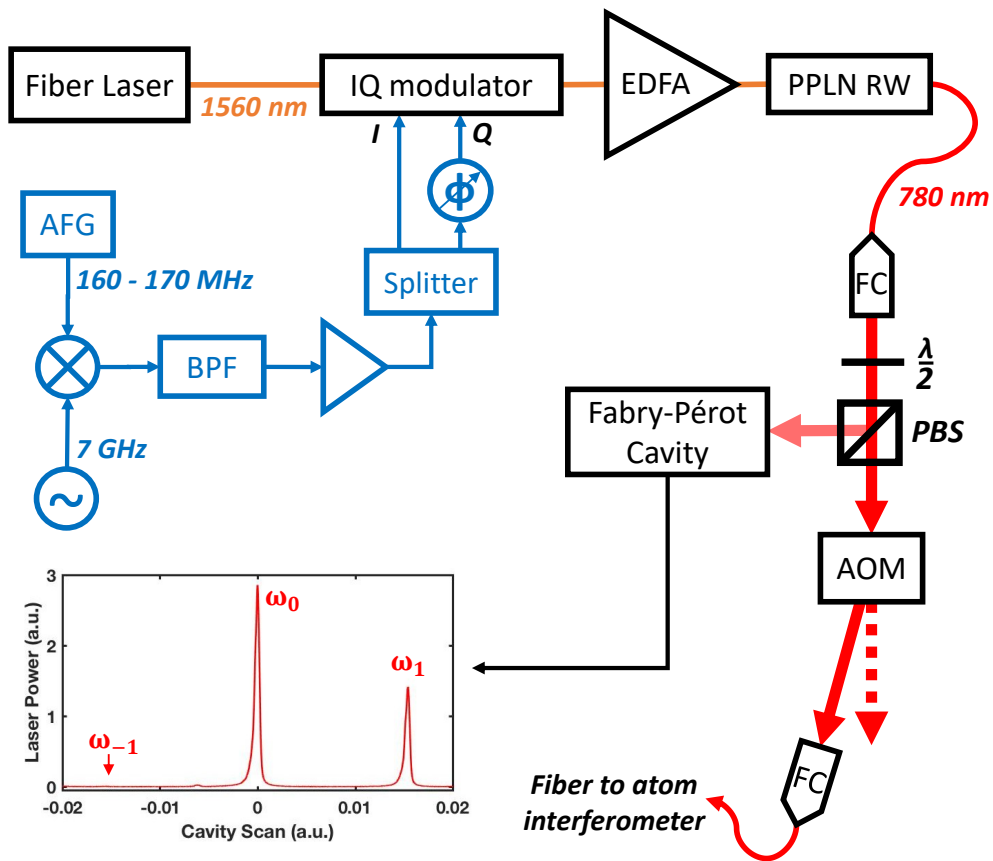 Fiber Laser
1560 nm
IQ modulator
EDFA
PPLN RW
I
Q
ϕ
780 nm
AFG
160 - 170 MHz
Splitter
FC
BPF
λ
2
7 GHz
Fabry-Pérot
Cavity
PBS
~
AOM
3
2
1
0
Laser Power (a.u.)
ω₀
ω₁
ω₋₁
-0.02
-0.01
0
0.01
0.02
Cavity Scan (a.u.)
FC
Fiber to atom
interferometer